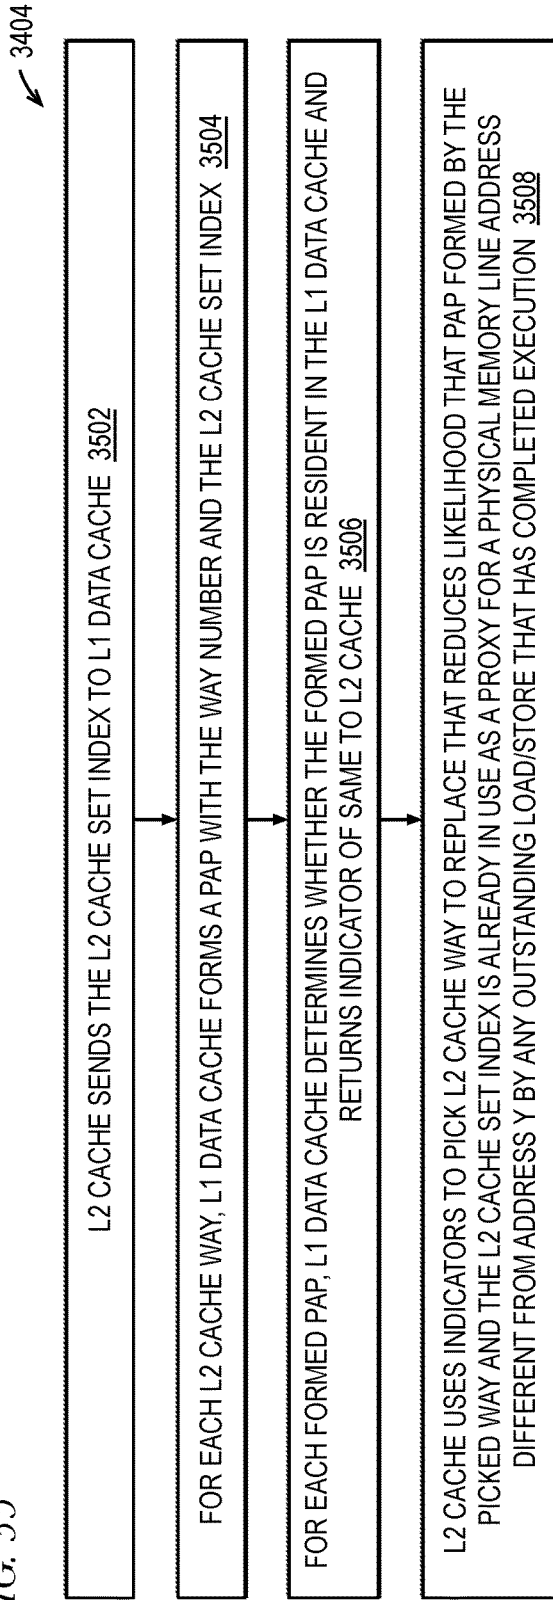 3404
L2 CACHE SENDS THE L2 CACHE SET INDEX TO L1 DATA CACHE 3502
FOR EACH L2 CACHE WAY, L1 DATA CACHE FORMS A PAP WITH THE WAY NUMBER AND THE L2 CACHE SET INDEX 3504
FOR EACH FORMED PAP, L1 DATA CACHE DETERMINES WHETHER THE FORMED PAP IS RESIDENT IN THE L1 DATA CACHE AND
RETURNS INDICATOR OF SAME TO L2 CACHE 3506
L2 CACHE USES INDICATORS TO PICK L2 CACHE WAY TO REPLACE THAT REDUCES LIKELIHOOD THAT PAP FORMED BY THE
PICKED WAY AND THE L2 CACHE SET INDEX IS ALREADY IN USE AS A PROXY FOR A PHYSICAL MEMORY LINE ADDRESS
DIFFERENT FROM ADDRESS Y BY ANY OUTSTANDING LOAD/STORE THAT HAS COMPLETED EXECUTION 3508